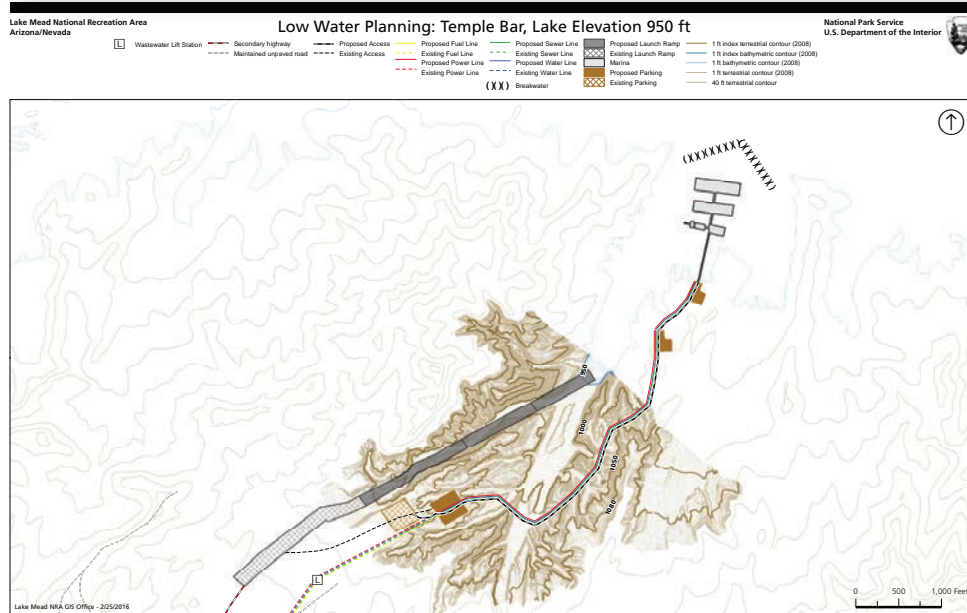 Lake Mead National Recreation Area
Arizona/Nevada
Low Water Planning: Temple Bar, Lake Elevation 950 ft
National Park Service
U.S. Department of the Interior
L Wastewater Lift Station
Secondary highway
Maintained unpaved road
Proposed Access
Existing Access
Proposed Fuel Line
Existing Fuel Line
Proposed Power Line
Existing Power Line
Proposed Sewer Line
Existing Sewer Line
Proposed Water Line
Existing Water Line
Breakwater
Proposed Launch Ramp
Existing Launch Ramp
Marina
Proposed Parking
Existing Parking
1 ft index terrestrial contour (2008)
1 ft index bathymetric contour (2008)
1 ft bathymetric contour (2008)
1 ft terrestrial contour (2008)
40 ft terrestrial contour
950
1000
1050
1080
L
0 500 1,000 Feet
Lake Mead NRA GIS Office - 2/25/2016